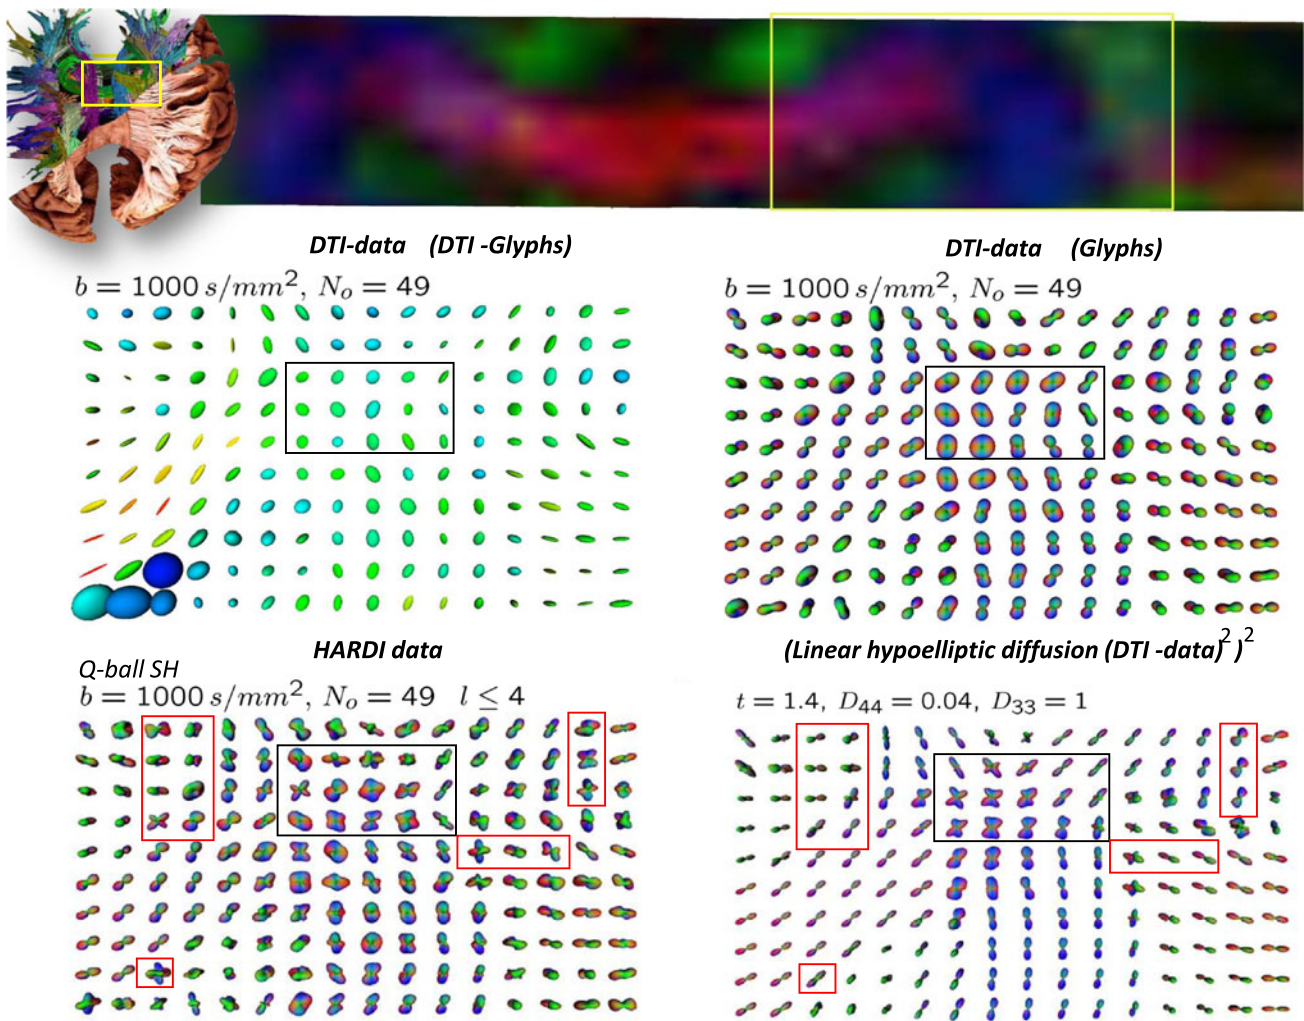 DTI-data (DTI -Glyphs)
b = 1000 s/mm², Nₒ = 49
DTI-data (Glyphs)
b = 1000 s/mm², Nₒ = 49
HARDI data
Q-ball SH
b = 1000 s/mm², Nₒ = 49 l ≤ 4
(Linear hypoelliptic diffusion (DTI -data)² )²
t = 1.4, D₄₄ = 0.04, D₃₃ = 1